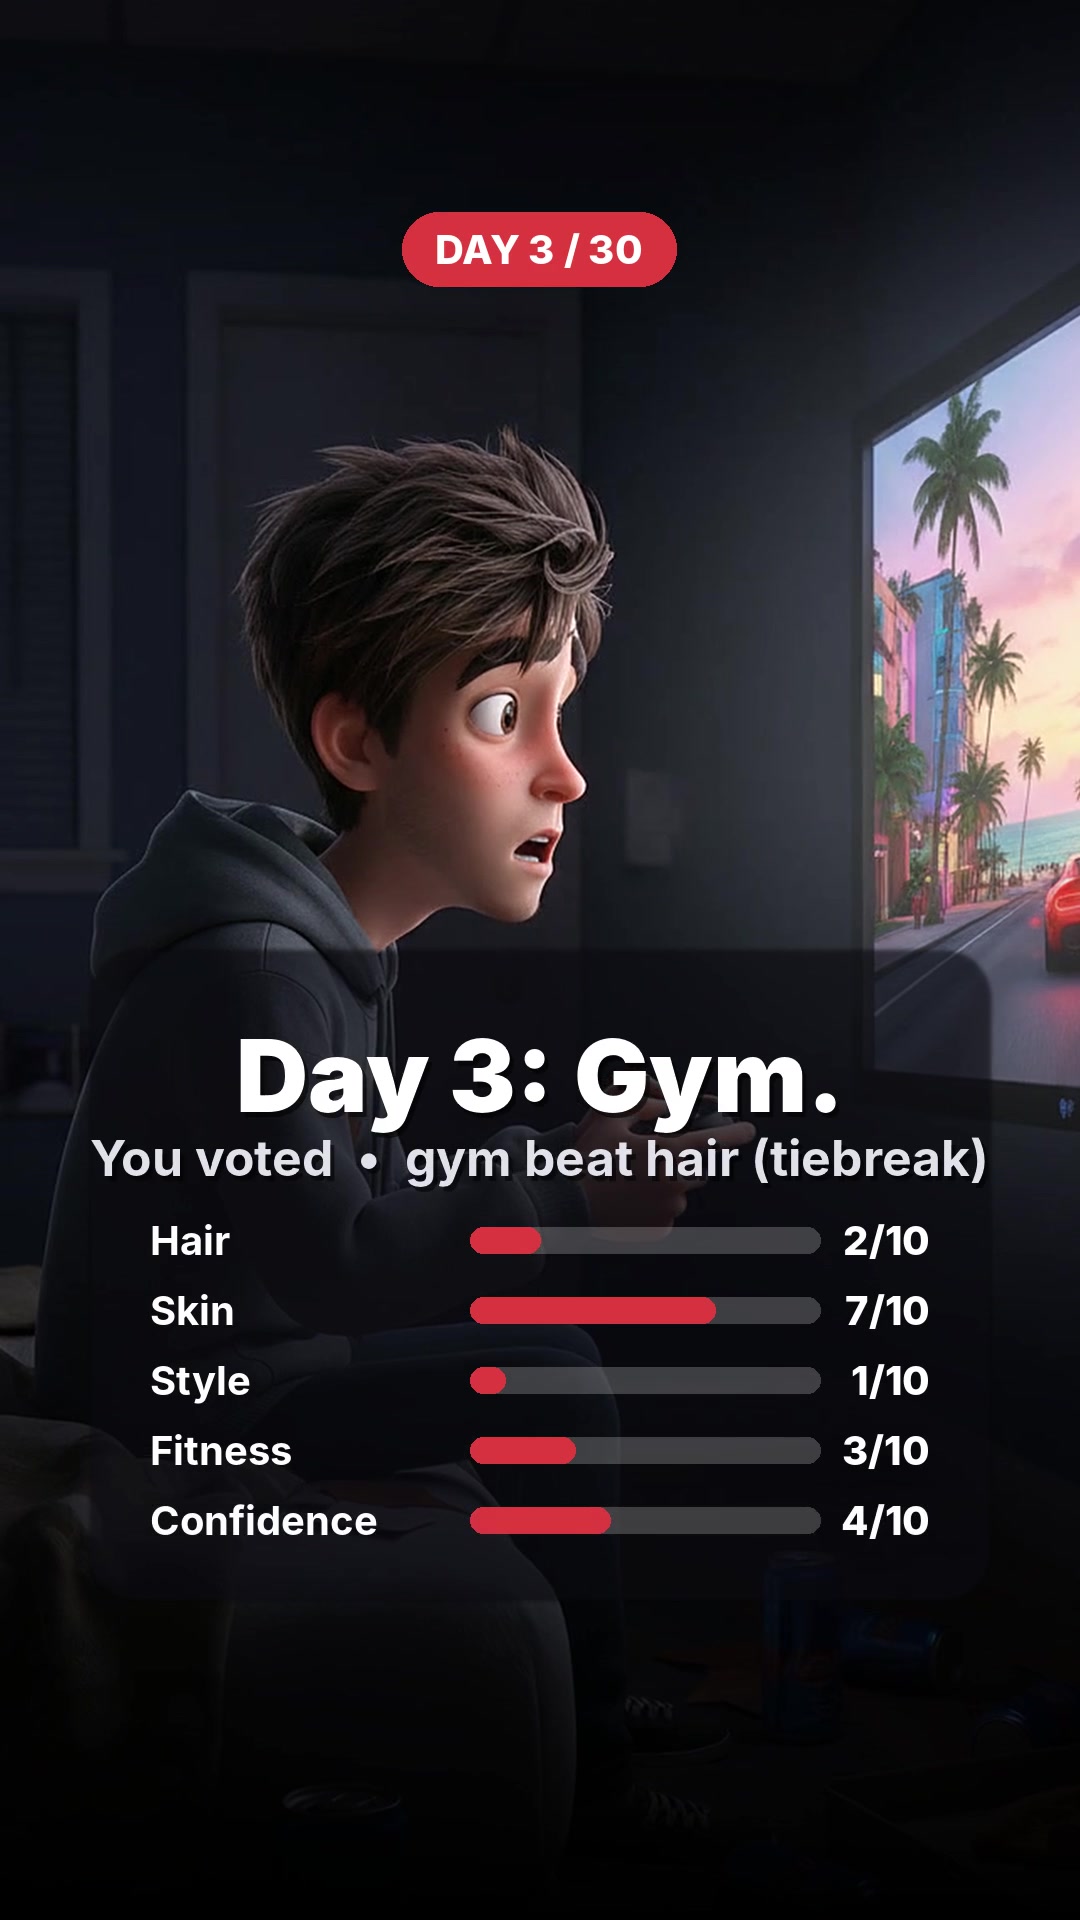 DAY 3 / 30
Day 3: Gym.
You voted • gym beat hair (tiebreak)
Hair 2/10
Skin 7/10
Style 1/10
Fitness 3/10
Confidence 4/10